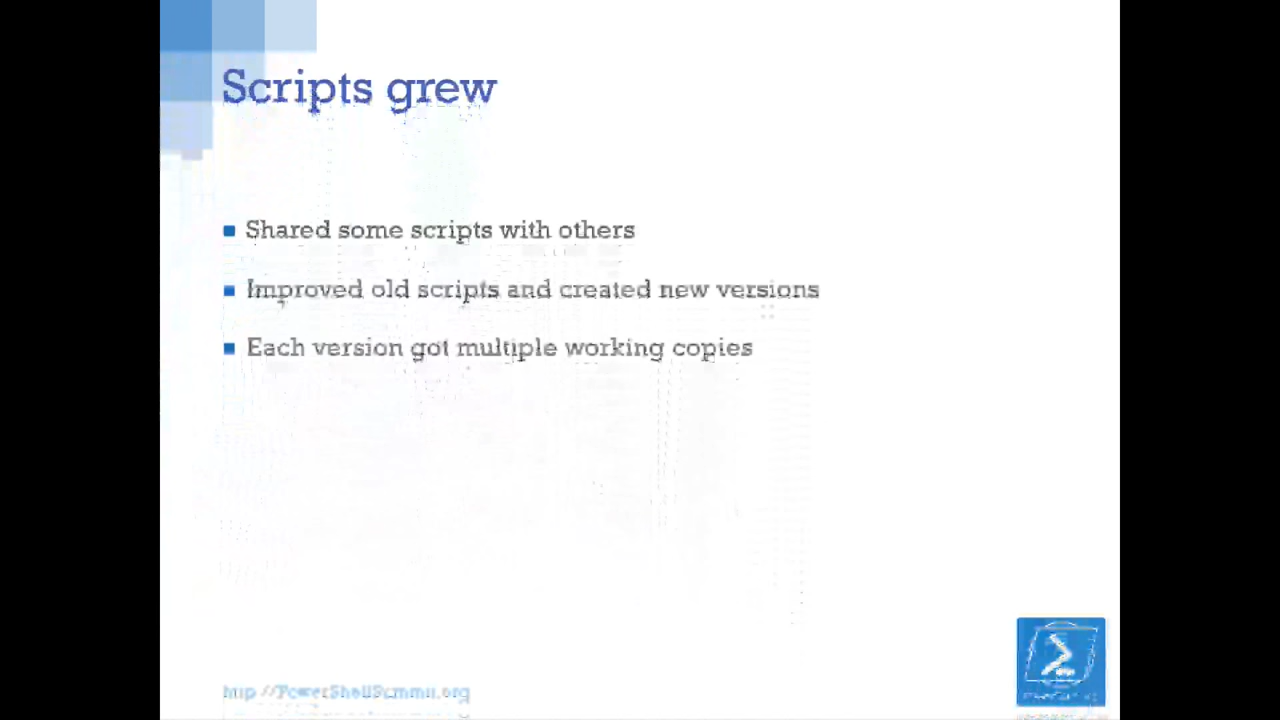 Scripts grew
Shared some scripts with others
Improved old scripts and created new versions
Each version got multiple working copies
http://PowerShellSummit.org